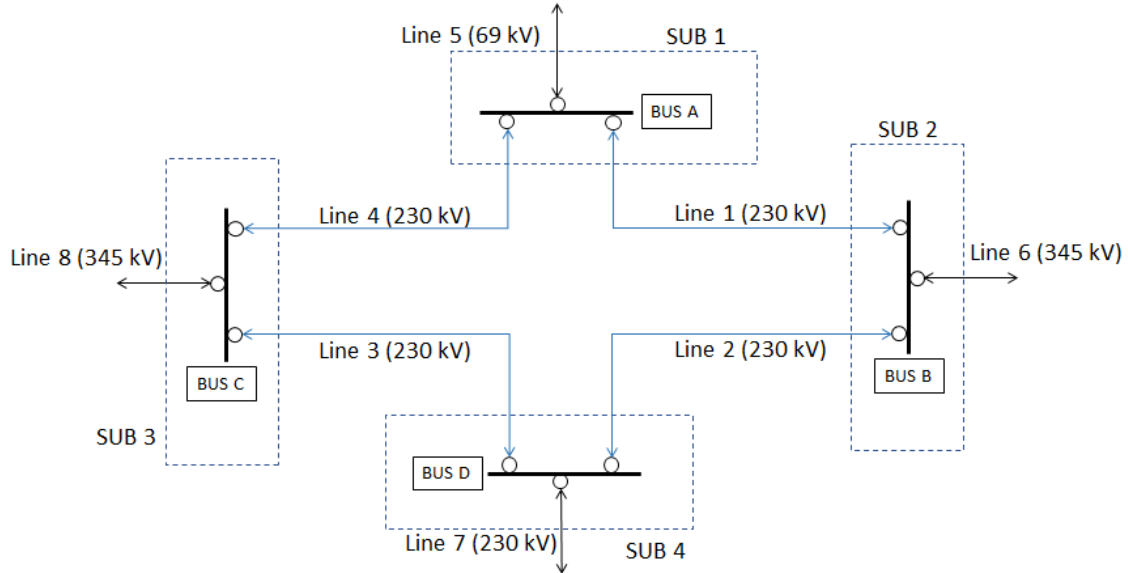 Line 5 (69 kV)
SUB 1
BUS A
SUB 2
Line 4 (230 kV)
Line 1 (230 kV)
Line 8 (345 kV)
Line 6 (345 kV)
Line 3 (230 kV)
Line 2 (230 kV)
BUS C
BUS B
SUB 3
BUS D
Line 7 (230 kV)
SUB 4